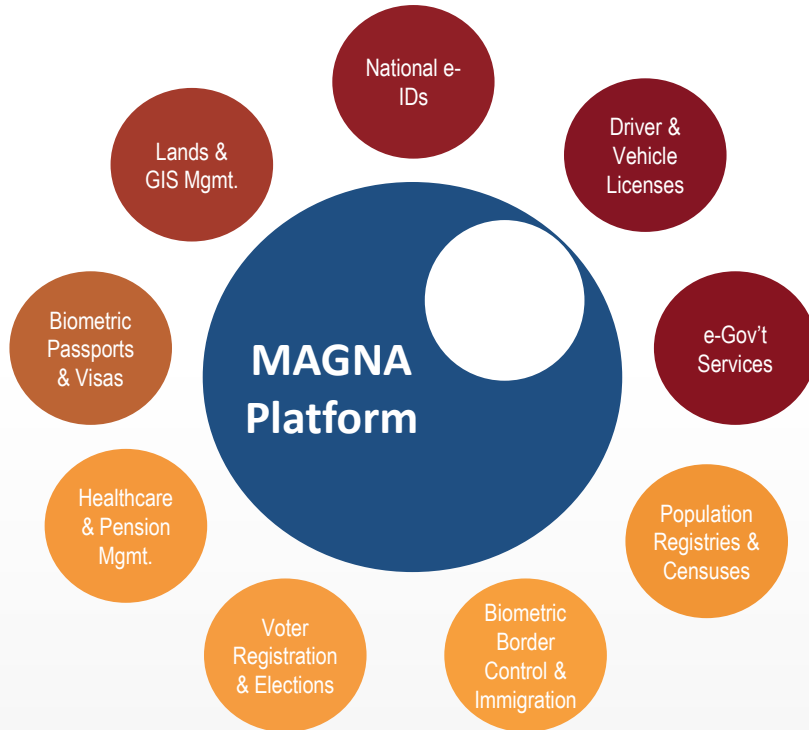 National e-
IDs
Driver &
Vehicle
Licenses
Lands &
GIS Mgmt.
Biometric
Passports
& Visas
e-Gov’t
Services
MAGNA
Platform
Healthcare
& Pension
Mgmt.
Population
Registries &
Censuses
Voter
Registration
& Elections
Biometric
Border
Control &
Immigration